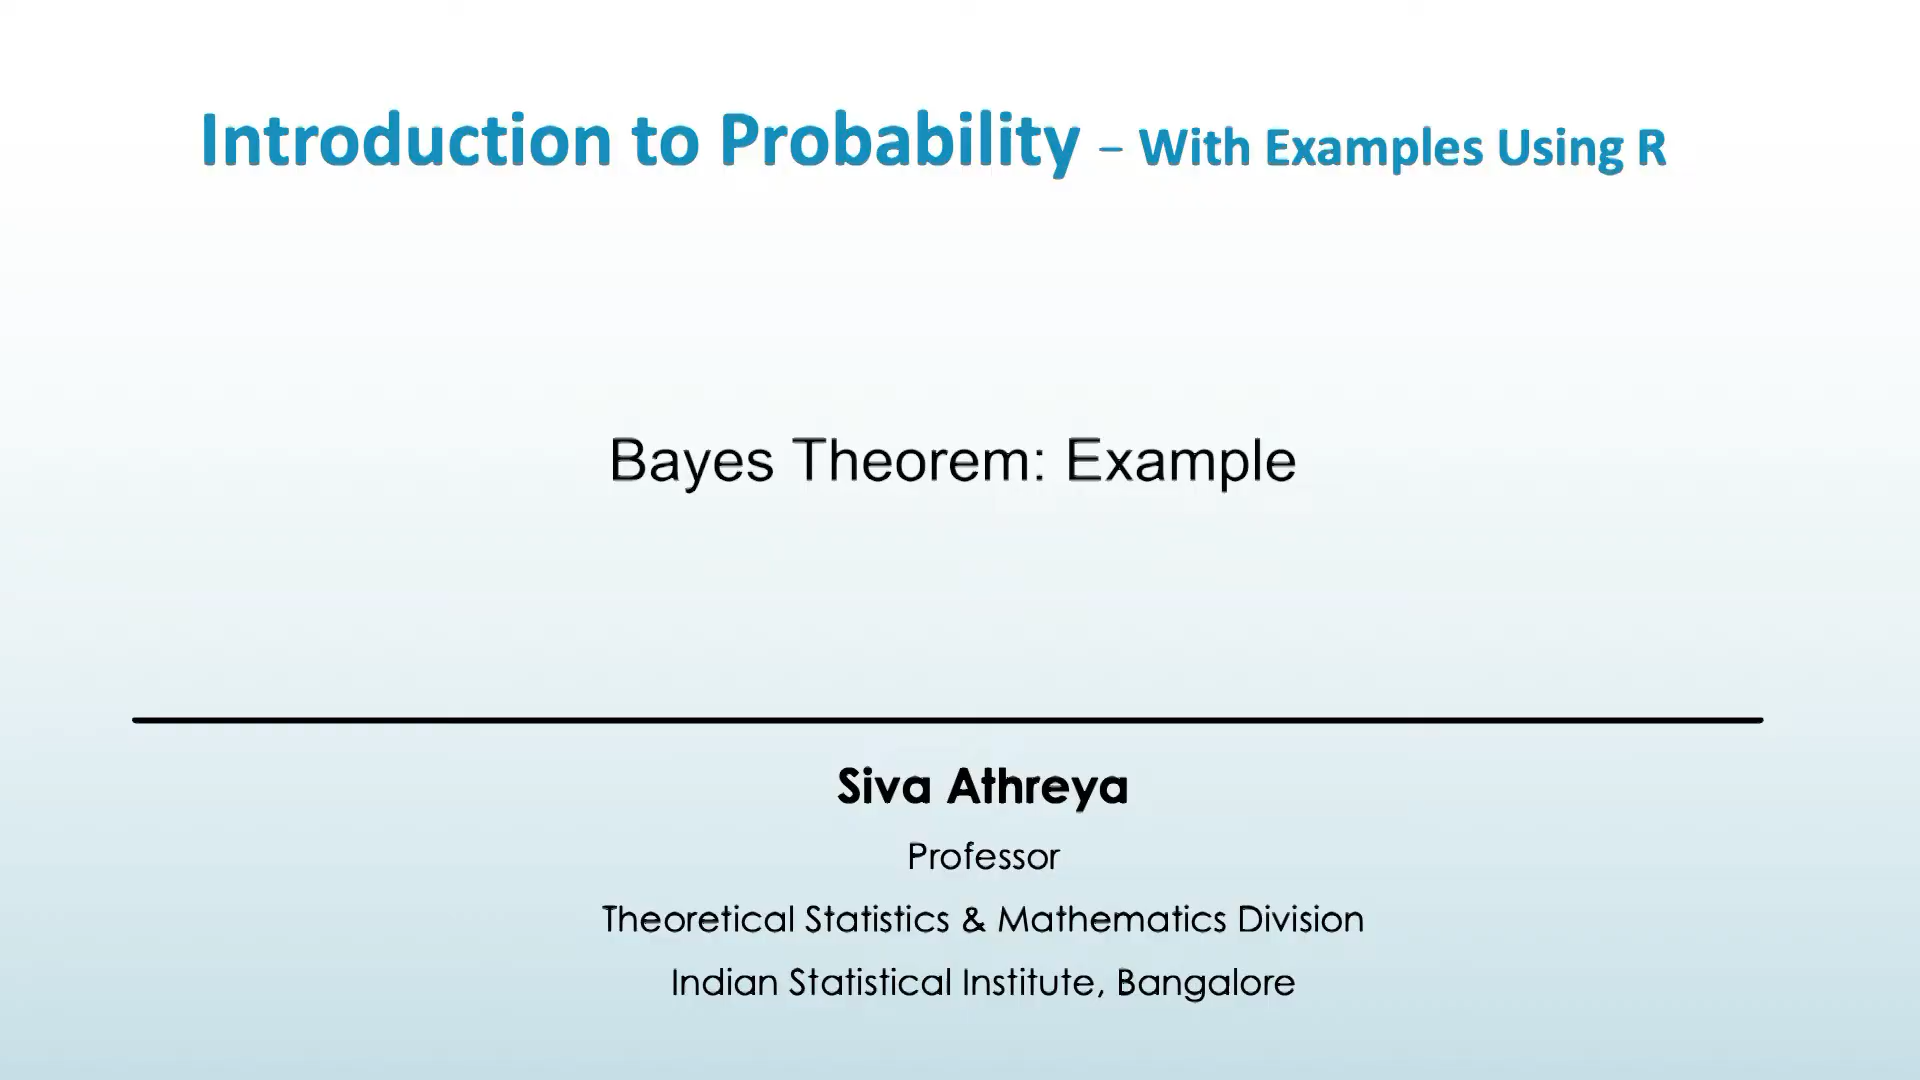 Introduction to Probability – With Examples Using R
Bayes Theorem: Example
Siva Athreya
Professor
Theoretical Statistics & Mathematics Division
Indian Statistical Institute, Bangalore